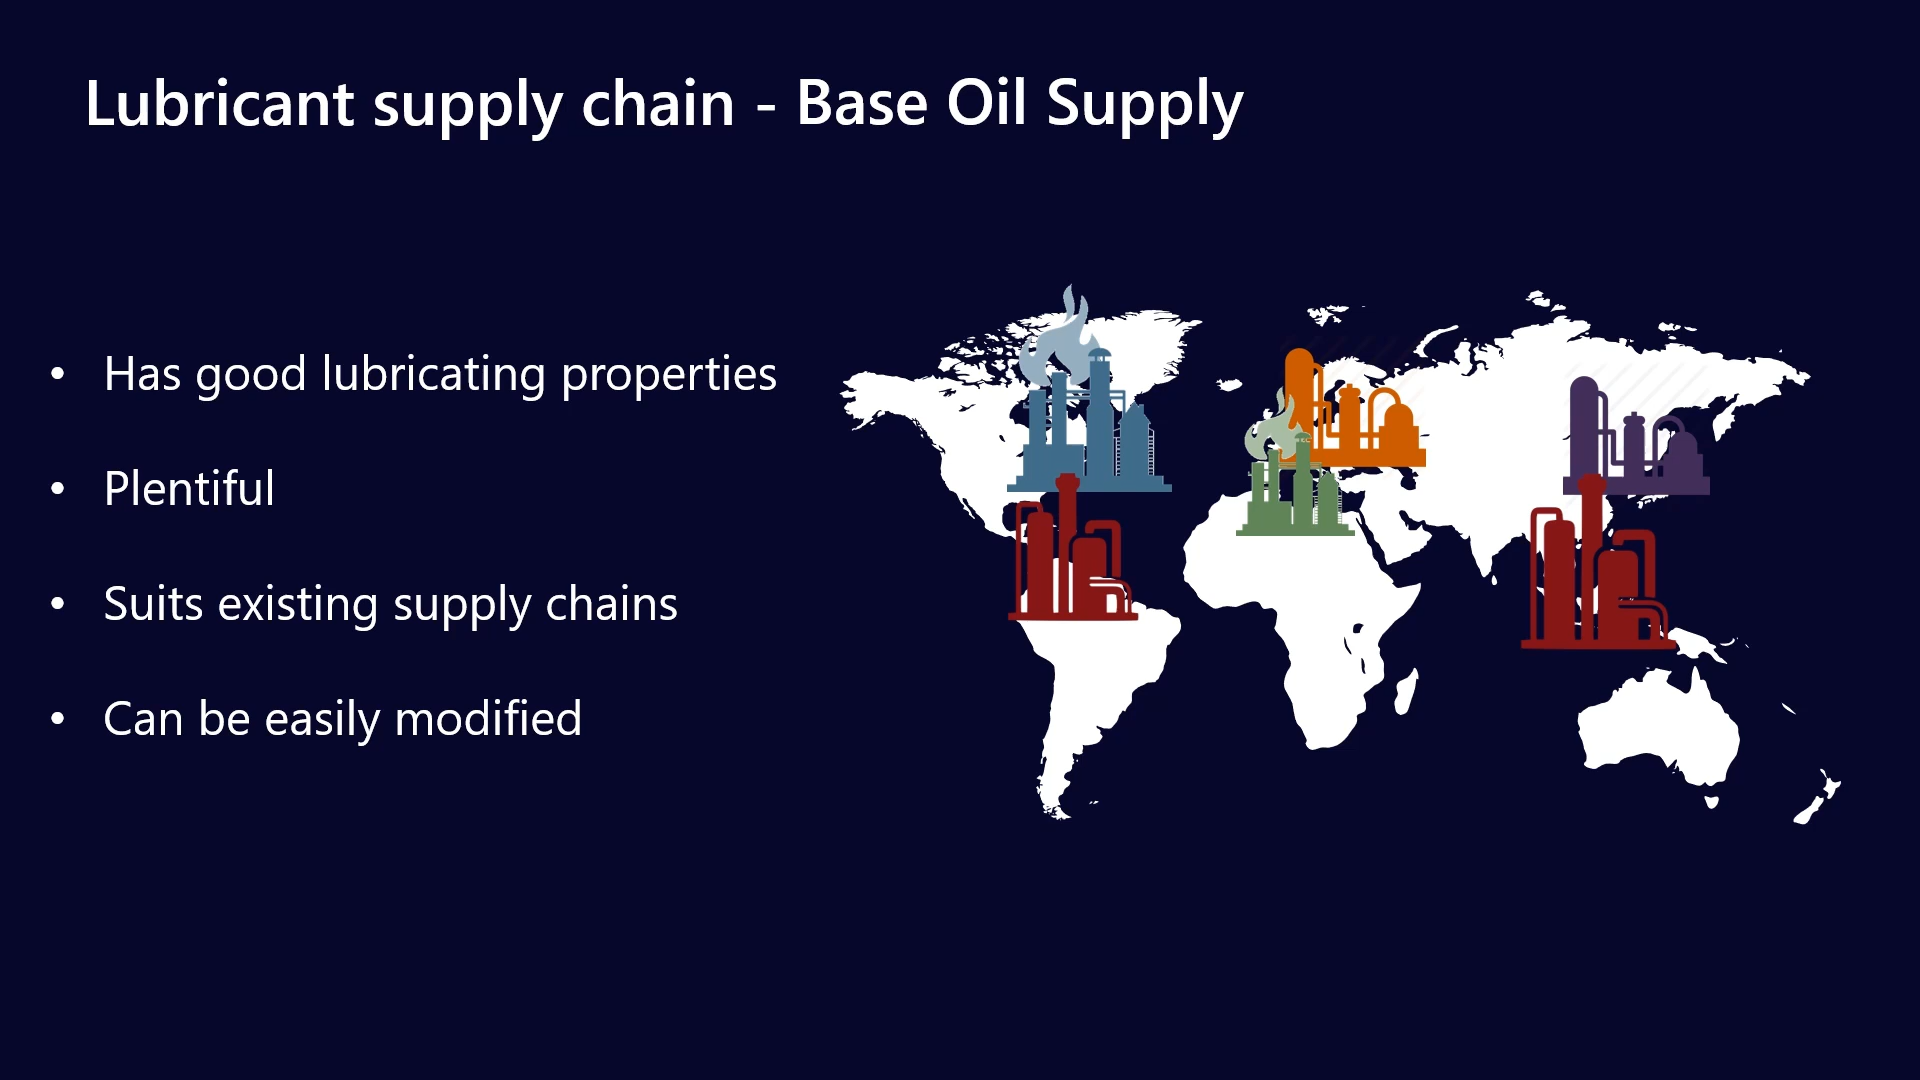 Lubricant supply chain - Base Oil Supply
• Has good lubricating properties
• Plentiful
• Suits existing supply chains
• Can be easily modified